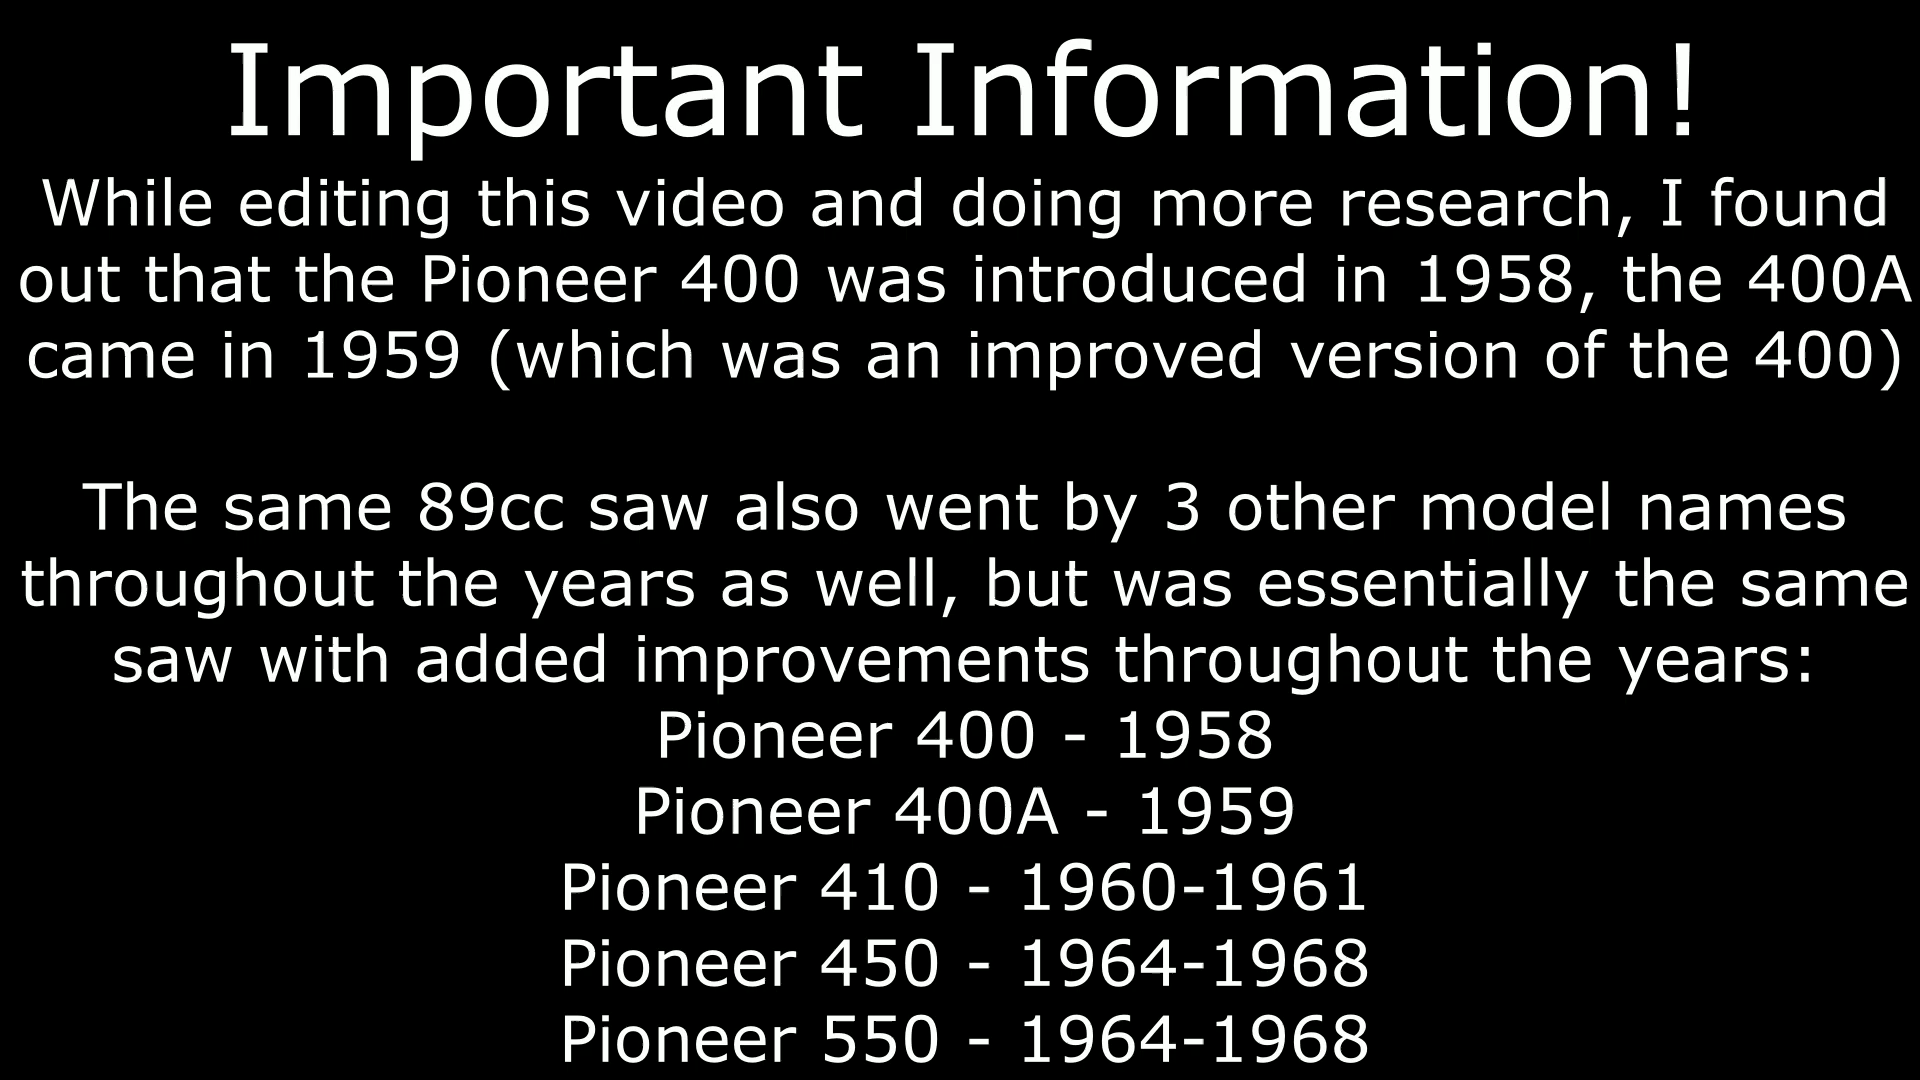 Important Information!
While editing this video and doing more research, I found
out that the Pioneer 400 was introduced in 1958, the 400A
came in 1959 (which was an improved version of the 400)
The same 89cc saw also went by 3 other model names
throughout the years as well, but was essentially the same
saw with added improvements throughout the years:
Pioneer 400 - 1958
Pioneer 400A - 1959
Pioneer 410 - 1960-1961
Pioneer 450 - 1964-1968
Pioneer 550 - 1964-1968